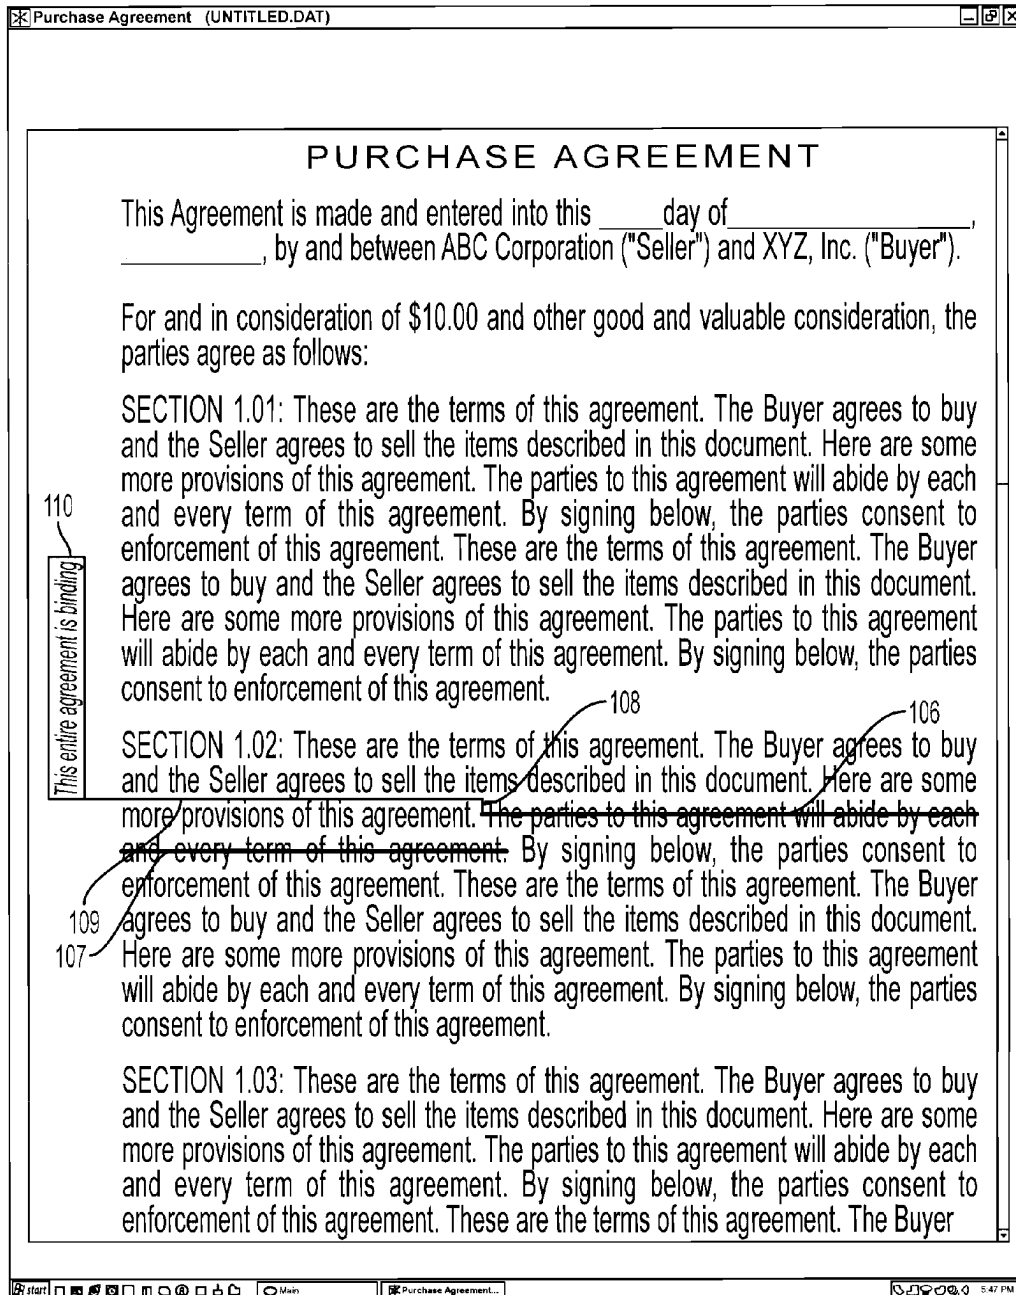 Purchase Agreement (UNTITLED.DAT)
PURCHASE AGREEMENT
This Agreement is made and entered into this _____ day of ____________________,
____________, by and between ABC Corporation ("Seller") and XYZ, Inc. ("Buyer").
For and in consideration of $10.00 and other good and valuable consideration, the
parties agree as follows:
SECTION 1.01: These are the terms of this agreement. The Buyer agrees to buy
and the Seller agrees to sell the items described in this document. Here are some
more provisions of this agreement. The parties to this agreement will abide by each
and every term of this agreement. By signing below, the parties consent to
enforcement of this agreement. These are the terms of this agreement. The Buyer
agrees to buy and the Seller agrees to sell the items described in this document.
Here are some more provisions of this agreement. The parties to this agreement
will abide by each and every term of this agreement. By signing below, the parties
consent to enforcement of this agreement.
110
This entire agreement is binding
108
106
SECTION 1.02: These are the terms of this agreement. The Buyer agrees to buy
and the Seller agrees to sell the items described in this document. Here are some
more provisions of this agreement. The parties to this agreement will abide by each
and every term of this agreement. By signing below, the parties consent to
enforcement of this agreement. These are the terms of this agreement. The Buyer
agrees to buy and the Seller agrees to sell the items described in this document.
Here are some more provisions of this agreement. The parties to this agreement
will abide by each and every term of this agreement. By signing below, the parties
consent to enforcement of this agreement.
109
107
SECTION 1.03: These are the terms of this agreement. The Buyer agrees to buy
and the Seller agrees to sell the items described in this document. Here are some
more provisions of this agreement. The parties to this agreement will abide by each
and every term of this agreement. By signing below, the parties consent to
enforcement of this agreement. These are the terms of this agreement. The Buyer
start
Main
Purchase Agreement...
5:47 PM